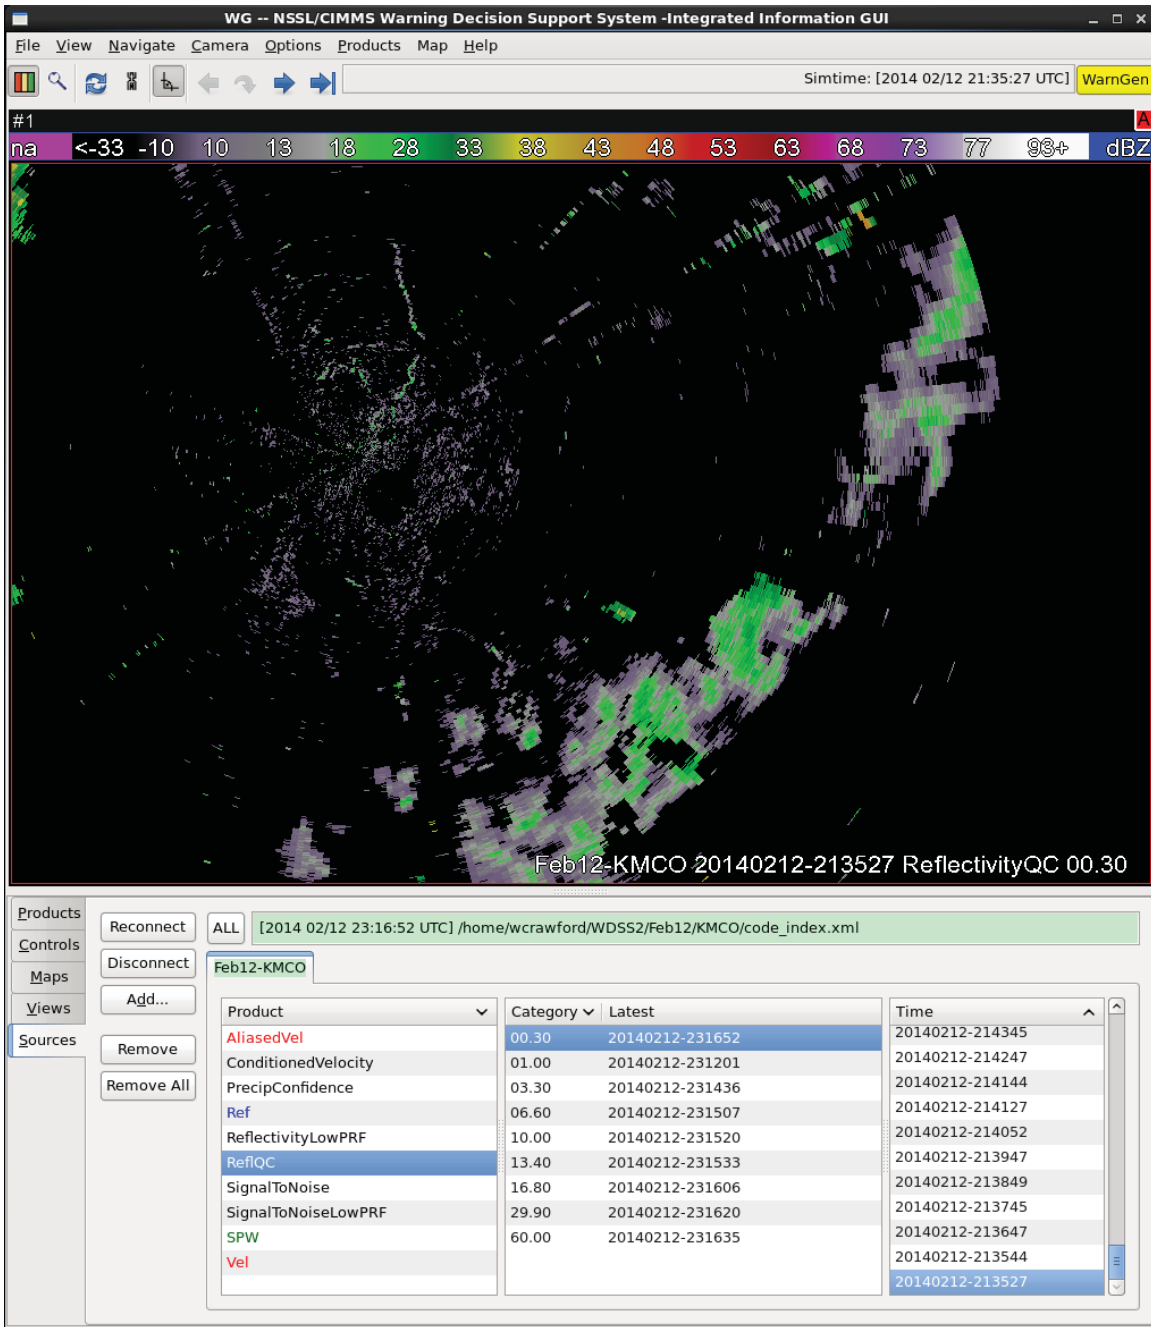 WG -- NSSL/CIMMS Warning Decision Support System -Integrated Information GUI
File View Navigate Camera Options Products Map Help
Simtime: [2014 02/12 21:35:27 UTC] WarnGen
#1 A
na <-33 -10 10 13 18 28 33 38 43 48 53 63 68 73 77 93+ dBZ
Feb12-KMCO 20140212-213527 ReflectivityQC 00.30
Products
Controls
Maps
Views
Sources
Reconnect
Disconnect
Add...
Remove
Remove All
ALL [2014 02/12 23:16:52 UTC] /home/wcrawford/WDSS2/Feb12/KMCO/code_index.xml
Feb12-KMCO
Product
AliasedVel
ConditionedVelocity
PrecipConfidence
Ref
ReflectivityLowPRF
ReflQC
SignalToNoise
SignalToNoiseLowPRF
SPW
Vel
Category Latest
00.30 20140212-231652
01.00 20140212-231201
03.30 20140212-231436
06.60 20140212-231507
10.00 20140212-231520
13.40 20140212-231533
16.80 20140212-231606
29.90 20140212-231620
60.00 20140212-231635
Time
20140212-214345
20140212-214247
20140212-214144
20140212-214127
20140212-214052
20140212-213947
20140212-213849
20140212-213745
20140212-213647
20140212-213544
20140212-213527